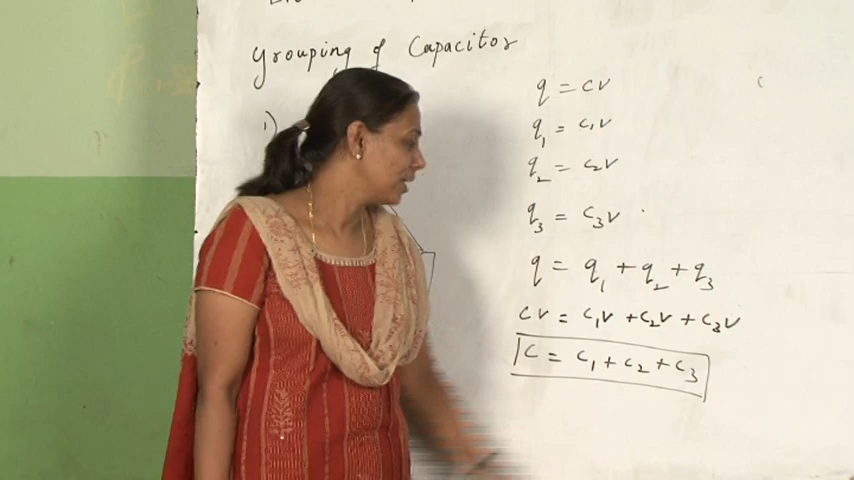 Grouping of Capacitor
1)
q = CV
q₁ = C₁V
q₂ = C₂V
q₃ = C₃V
q = q₁ + q₂ + q₃
CV = C₁V + C₂V + C₃V
C = C₁ + C₂ + C₃